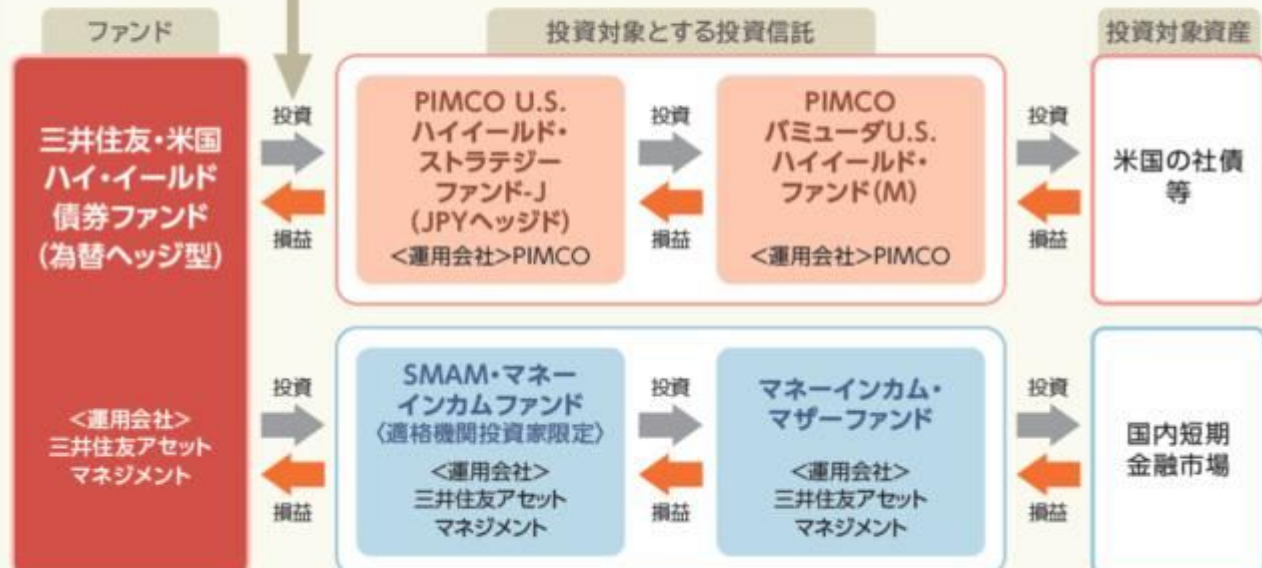 ファンド
投資対象とする投資信託
投資対象資産
三井住友・米国
ハイ・イールド
債券ファンド
(為替ヘッジ型)
<運用会社>
三井住友アセット
マネジメント
投資
損益
PIMCO U.S.
ハイイールド・
ストラテジー
ファンド-J
(JPYヘッジド)
<運用会社>PIMCO
投資
損益
PIMCO
バミューダU.S.
ハイイールド・
ファンド(M)
<運用会社>PIMCO
投資
損益
米国の社債
等
投資
損益
SMAM・マネー
インカムファンド
〈適格機関投資家限定〉
<運用会社>
三井住友アセット
マネジメント
投資
損益
マネーインカム・
マザーファンド
<運用会社>
三井住友アセット
マネジメント
投資
損益
国内短期
金融市場